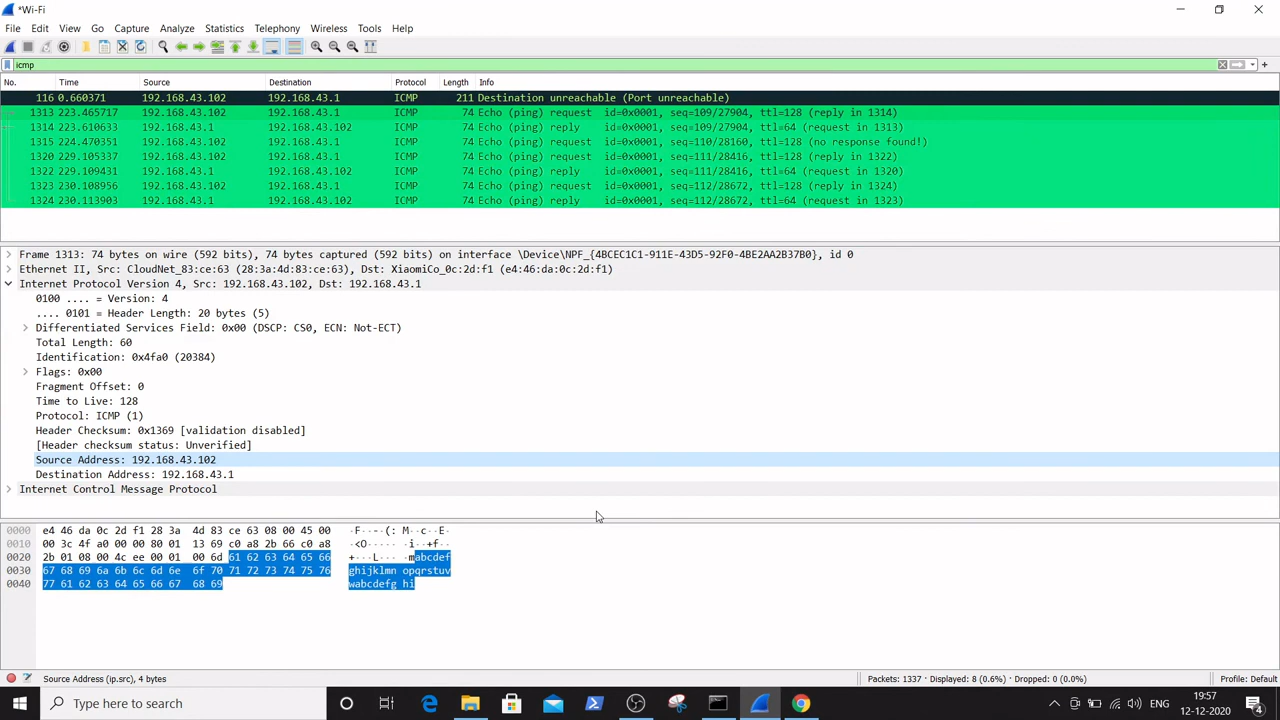 *Wi-Fi
File Edit View Go Capture Analyze Statistics Telephony Wireless Tools Help
icmp
No. Time Source Destination Protocol Length Info
116 0.660371 192.168.43.102 192.168.43.1 ICMP 211 Destination unreachable (Port unreachable)
1313 223.465717 192.168.43.102 192.168.43.1 ICMP 74 Echo (ping) request id=0x0001, seq=109/27904, ttl=128 (reply in 1314)
1314 223.610633 192.168.43.1 192.168.43.102 ICMP 74 Echo (ping) reply id=0x0001, seq=109/27904, ttl=64 (request in 1313)
1315 224.470351 192.168.43.102 192.168.43.1 ICMP 74 Echo (ping) request id=0x0001, seq=110/28160, ttl=128 (no response found!)
1320 229.105337 192.168.43.102 192.168.43.1 ICMP 74 Echo (ping) request id=0x0001, seq=111/28416, ttl=128 (reply in 1322)
1322 229.109431 192.168.43.1 192.168.43.102 ICMP 74 Echo (ping) reply id=0x0001, seq=111/28416, ttl=64 (request in 1320)
1323 230.108956 192.168.43.102 192.168.43.1 ICMP 74 Echo (ping) request id=0x0001, seq=112/28672, ttl=128 (reply in 1324)
1324 230.113903 192.168.43.1 192.168.43.102 ICMP 74 Echo (ping) reply id=0x0001, seq=112/28672, ttl=64 (request in 1323)
Frame 1313: 74 bytes on wire (592 bits), 74 bytes captured (592 bits) on interface \Device\NPF_{4BCEC1C1-911E-43D5-92F0-4BE2AA2B37B0}, id 0
Ethernet II, Src: CloudNet_83:ce:63 (28:3a:4d:83:ce:63), Dst: XiaomiCo_0c:2d:f1 (e4:46:da:0c:2d:f1)
Internet Protocol Version 4, Src: 192.168.43.102, Dst: 192.168.43.1
0100 .... = Version: 4
.... 0101 = Header Length: 20 bytes (5)
Differentiated Services Field: 0x00 (DSCP: CS0, ECN: Not-ECT)
Total Length: 60
Identification: 0x4fa0 (20384)
Flags: 0x00
Fragment Offset: 0
Time to Live: 128
Protocol: ICMP (1)
Header Checksum: 0x1369 [validation disabled]
[Header checksum status: Unverified]
Source Address: 192.168.43.102
Destination Address: 192.168.43.1
Internet Control Message Protocol
0000 e4 46 da 0c 2d f1 28 3a 4d 83 ce 63 08 00 45 00 ·F··-·(: M··c··E·
0010 00 3c 4f a0 00 00 80 01 13 69 c0 a8 2b 66 c0 a8 ·<O····· ·i··+f··
0020 2b 01 08 00 4c ee 00 01 00 6d 61 62 63 64 65 66 +···L··· ·mabcdef
0030 67 68 69 6a 6b 6c 6d 6e 6f 70 71 72 73 74 75 76 ghijklmn opqrstuv
0040 77 61 62 63 64 65 66 67 68 69 wabcdefg hi
Source Address (ip.src), 4 bytes Packets: 1337 · Displayed: 8 (0.6%) · Dropped: 0 (0.0%) Profile: Default
Type here to search ENG 19:57
12-12-2020 4